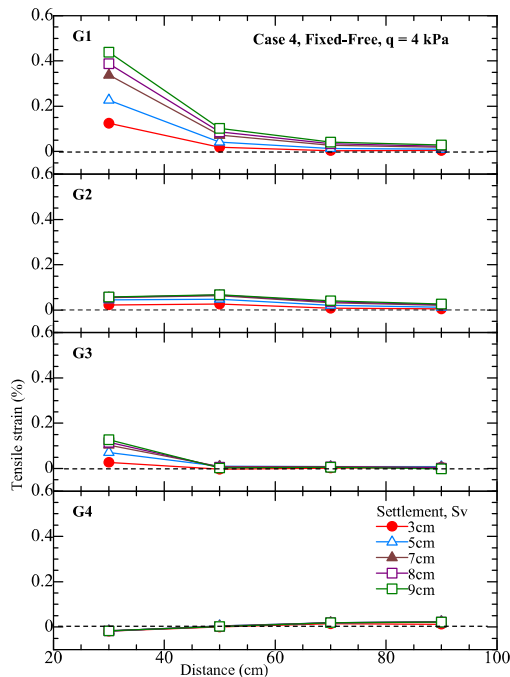 0.6
G1
Case 4, Fixed-Free, q = 4 kPa
0.4
0.2
0
0.6
G2
0.4
0.2
0
0.6
G3
0.4
0.2
0
0.6
G4
0.4
0.2
0
Tensile strain (%)
Settlement, Sv
3cm
5cm
7cm
8cm
9cm
20 40 60 80 100
Distance (cm)